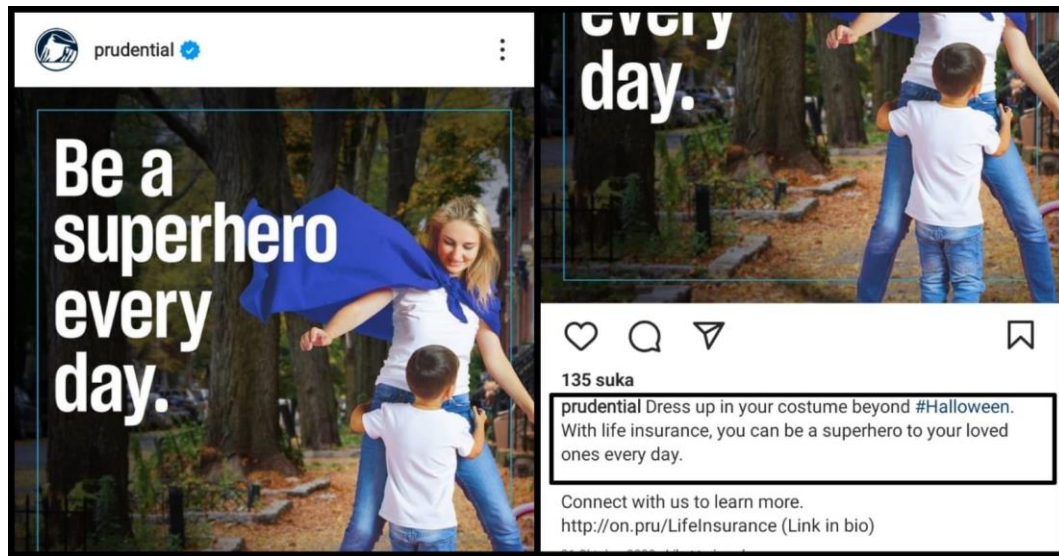 prudential
Be a
superhero
every
day.
every
day.
135 suka
prudential Dress up in your costume beyond #Halloween.
With life insurance, you can be a superhero to your loved
ones every day.
Connect with us to learn more.
http://on.pru/LifeInsurance (Link in bio)